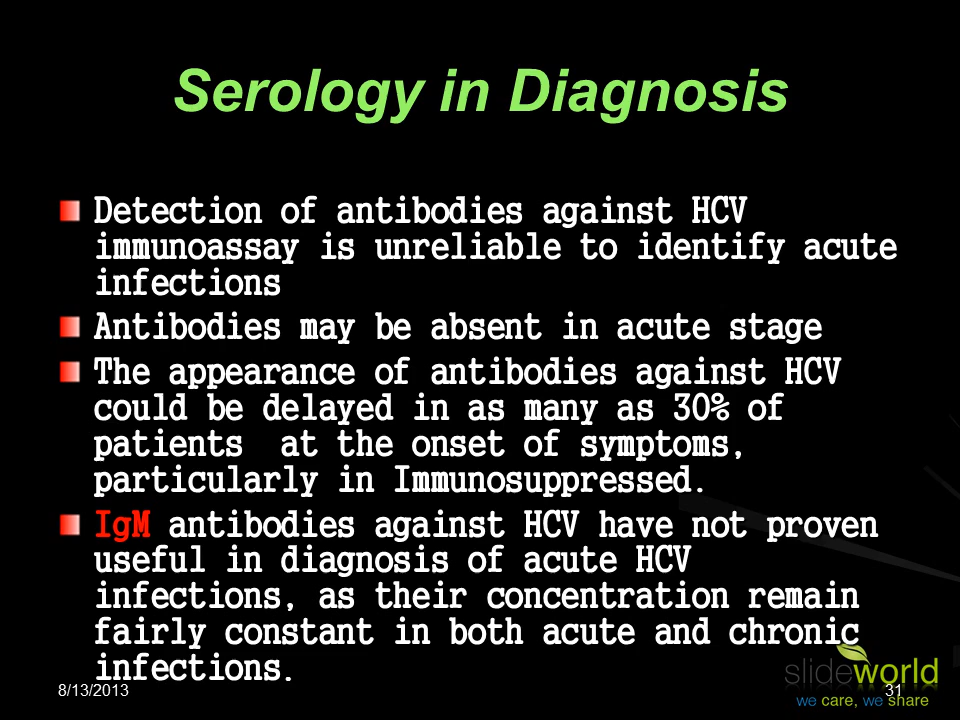 Serology in Diagnosis
Detection of antibodies against HCV
immunoassay is unreliable to identify acute
infections
Antibodies may be absent in acute stage
The appearance of antibodies against HCV
could be delayed in as many as 30% of
patients  at the onset of symptoms,
particularly in Immunosuppressed.
IgM antibodies against HCV have not proven
useful in diagnosis of acute HCV
infections, as their concentration remain
fairly constant in both acute and chronic
infections.
8/13/2013
31
slideworld
we care, we share